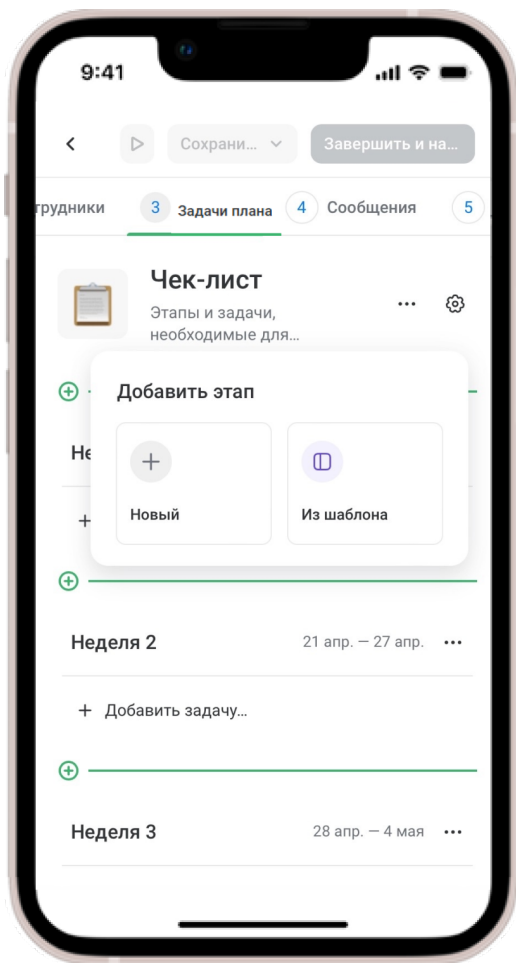 9:41
Сохрани...
Завершить и на...
трудники
3 Задачи плана
4 Сообщения
5
Чек-лист
Этапы и задачи,
необходимые для...
Добавить этап
Новый
Из шаблона
Не
Неделя 2
21 апр. — 27 апр.
+ Добавить задачу...
Неделя 3
28 апр. — 4 мая